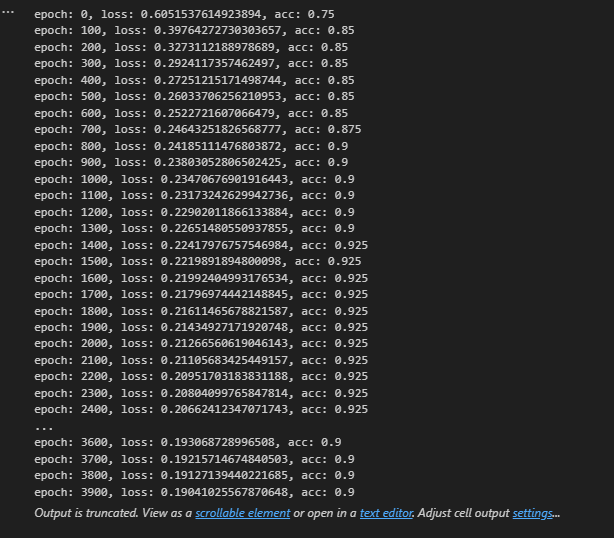 ...
epoch: 0, loss: 0.6051537614923894, acc: 0.75
epoch: 100, loss: 0.39764272730303657, acc: 0.85
epoch: 200, loss: 0.3273112188978689, acc: 0.85
epoch: 300, loss: 0.2924117357462497, acc: 0.85
epoch: 400, loss: 0.27251215171498744, acc: 0.85
epoch: 500, loss: 0.26033706256210953, acc: 0.85
epoch: 600, loss: 0.2522721607066479, acc: 0.85
epoch: 700, loss: 0.24643251826568777, acc: 0.875
epoch: 800, loss: 0.24185111476803872, acc: 0.9
epoch: 900, loss: 0.23803052806502425, acc: 0.9
epoch: 1000, loss: 0.23470676901916443, acc: 0.9
epoch: 1100, loss: 0.23173242629942736, acc: 0.9
epoch: 1200, loss: 0.22902011866133884, acc: 0.9
epoch: 1300, loss: 0.22651480550937855, acc: 0.9
epoch: 1400, loss: 0.22417976757546984, acc: 0.925
epoch: 1500, loss: 0.2219891894800098, acc: 0.925
epoch: 1600, loss: 0.21992404993176534, acc: 0.925
epoch: 1700, loss: 0.21796974442148845, acc: 0.925
epoch: 1800, loss: 0.21611465678821587, acc: 0.925
epoch: 1900, loss: 0.21434927171920748, acc: 0.925
epoch: 2000, loss: 0.21266560619046143, acc: 0.925
epoch: 2100, loss: 0.21105683425449157, acc: 0.925
epoch: 2200, loss: 0.20951703183831188, acc: 0.925
epoch: 2300, loss: 0.20804099765847814, acc: 0.925
epoch: 2400, loss: 0.20662412347071743, acc: 0.925
...
epoch: 3600, loss: 0.193068728996508, acc: 0.9
epoch: 3700, loss: 0.19215714674840503, acc: 0.9
epoch: 3800, loss: 0.19127139440221685, acc: 0.9
epoch: 3900, loss: 0.19041025567870648, acc: 0.9
Output is truncated. View as a scrollable element or open in a text editor. Adjust cell output settings...